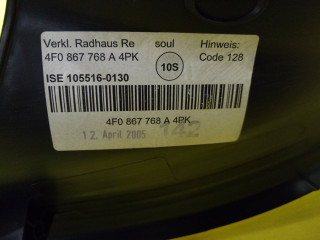 Verkl. Radhaus Re soul Hinweis:
4F0 867 768 A 4PK 10S Code 128
ISE 105516-0130
4F0 867 768 A 4PK
12. April 2005 142